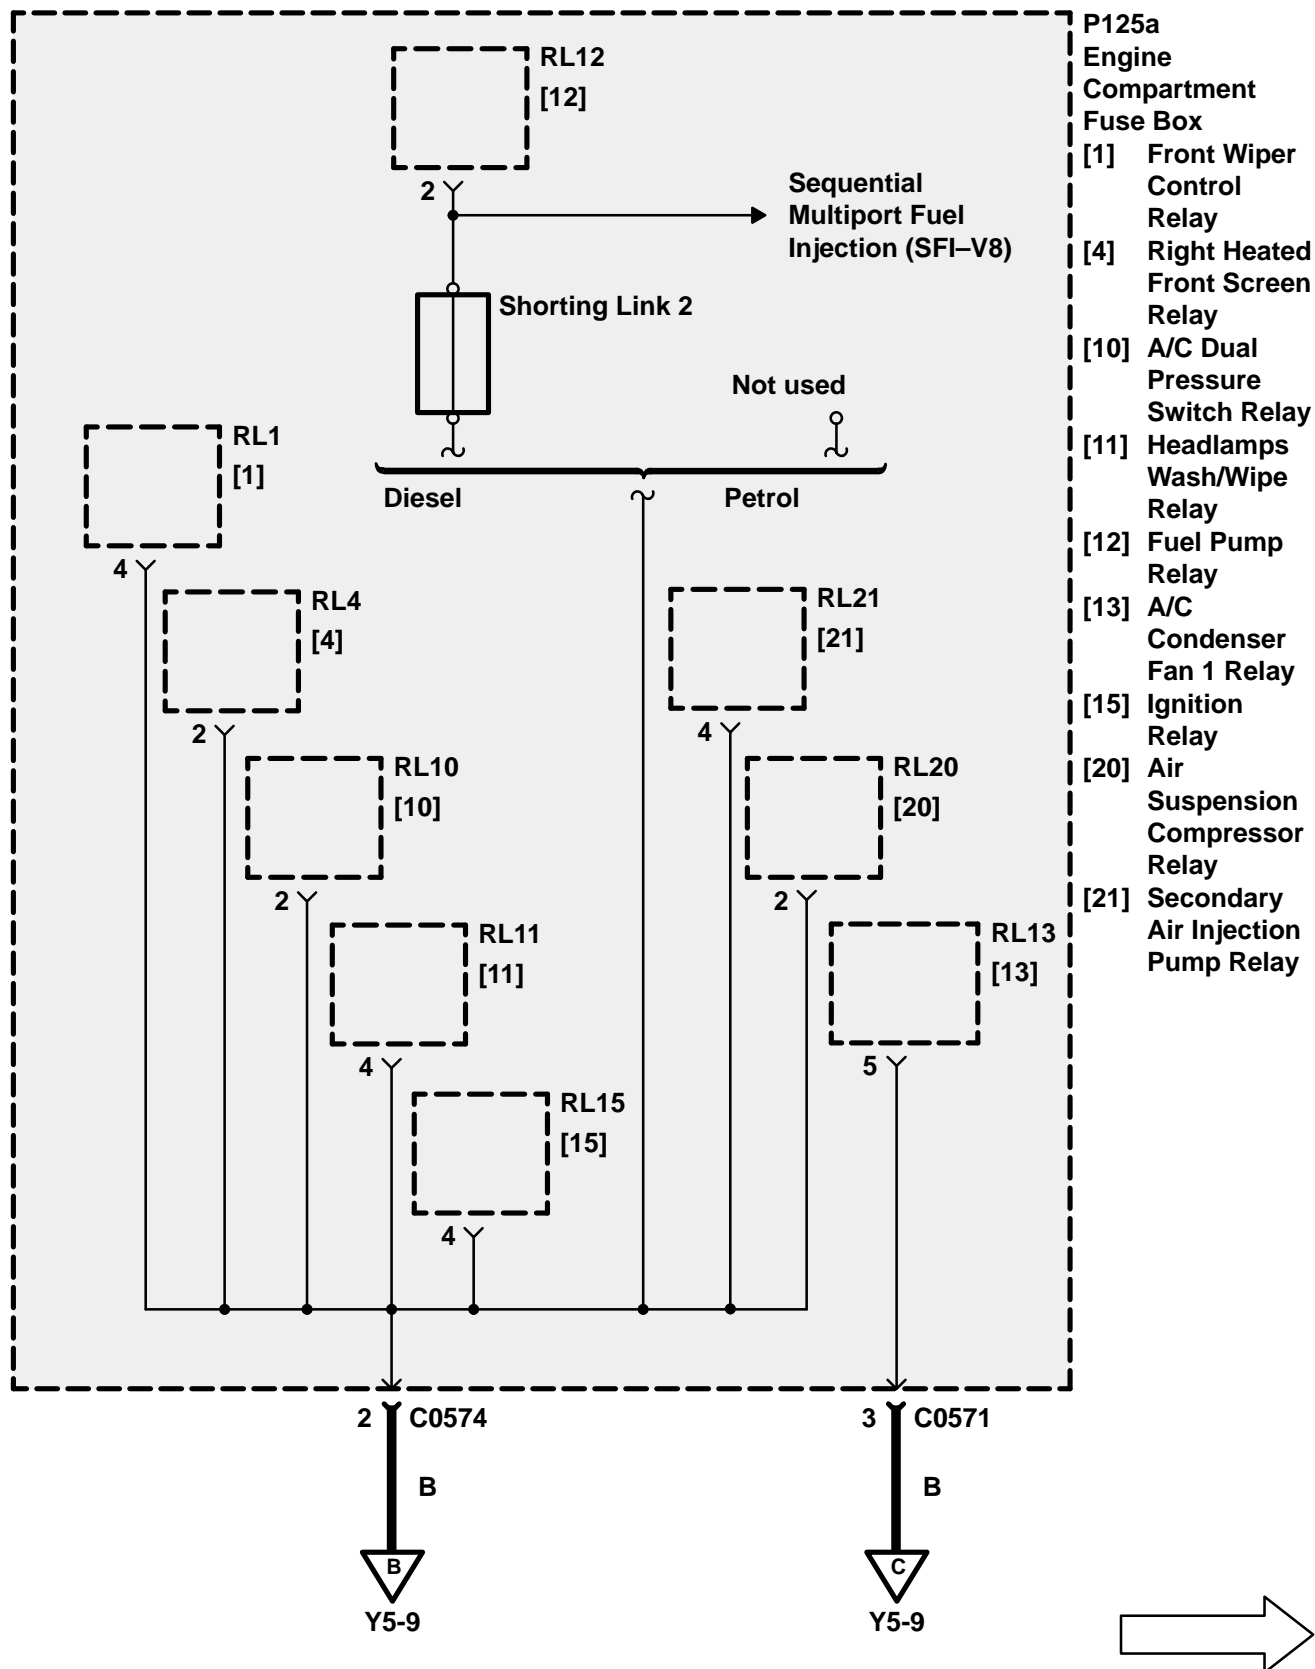 P125a
Engine
Compartment
Fuse Box
[1] Front Wiper
Control
Relay
[4] Right Heated
Front Screen
Relay
[10] A/C Dual
Pressure
Switch Relay
[11] Headlamps
Wash/Wipe
Relay
[12] Fuel Pump
Relay
[13] A/C
Condenser
Fan 1 Relay
[15] Ignition
Relay
[20] Air
Suspension
Compressor
Relay
[21] Secondary
Air Injection
Pump Relay
RL12
[12]
2
Sequential
Multiport Fuel
Injection (SFI–V8)
Shorting Link 2
Not used
Diesel
Petrol
RL1
[1]
4
RL4
[4]
2
RL21
[21]
4
RL10
[10]
2
RL20
[20]
2
RL11
[11]
4
RL13
[13]
5
RL15
[15]
4
2 C0574
3 C0571
B
B
B
C
Y5-9
Y5-9